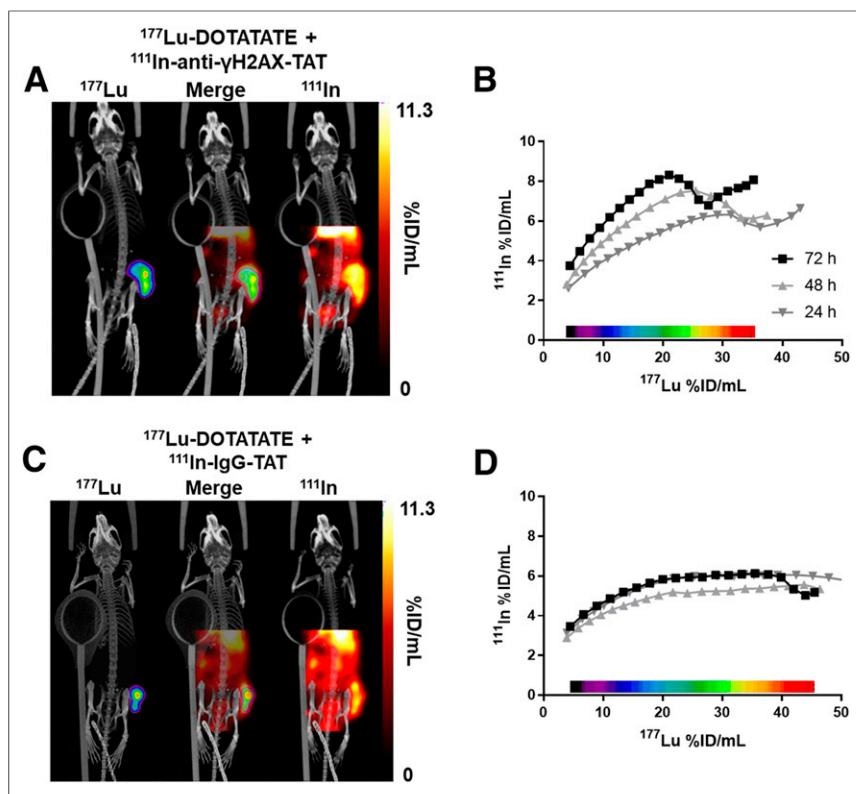 ¹⁷⁷Lu-DOTATATE +
¹¹¹In-anti-γH2AX-TAT
A
¹⁷⁷Lu
Merge
¹¹¹In
11.3
%ID/mL
0
B
10
8
6
4
2
0
¹¹¹In %ID/mL
72 h
48 h
24 h
0 10 20 30 40 50
¹⁷⁷Lu %ID/mL
¹⁷⁷Lu-DOTATATE +
¹¹¹In-IgG-TAT
C
¹⁷⁷Lu
Merge
¹¹¹In
11.3
%ID/mL
0
D
10
8
6
4
2
0
¹¹¹In %ID/mL
0 10 20 30 40 50
¹⁷⁷Lu %ID/mL